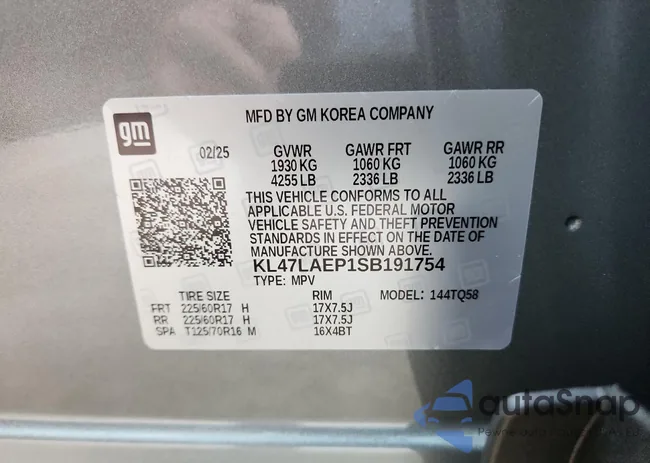 MFD BY GM KOREA COMPANY
gm
02/25 GVWR GAWR FRT GAWR RR
1930 KG 1060 KG 1060 KG
4255 LB 2336 LB 2336 LB
THIS VEHICLE CONFORMS TO ALL
APPLICABLE U.S. FEDERAL MOTOR
VEHICLE SAFETY AND THEFT PREVENTION
STANDARDS IN EFFECT ON THE DATE OF
MANUFACTURE SHOWN ABOVE.
KL47LAEP1SB191754
TYPE: MPV
TIRE SIZE RIM MODEL: 144TQ58
FRT 225/60R17 H 17X7.5J
RR 225/60R17 H 17X7.5J
SPA T125/70R16 M 16X4BT
autoSnap